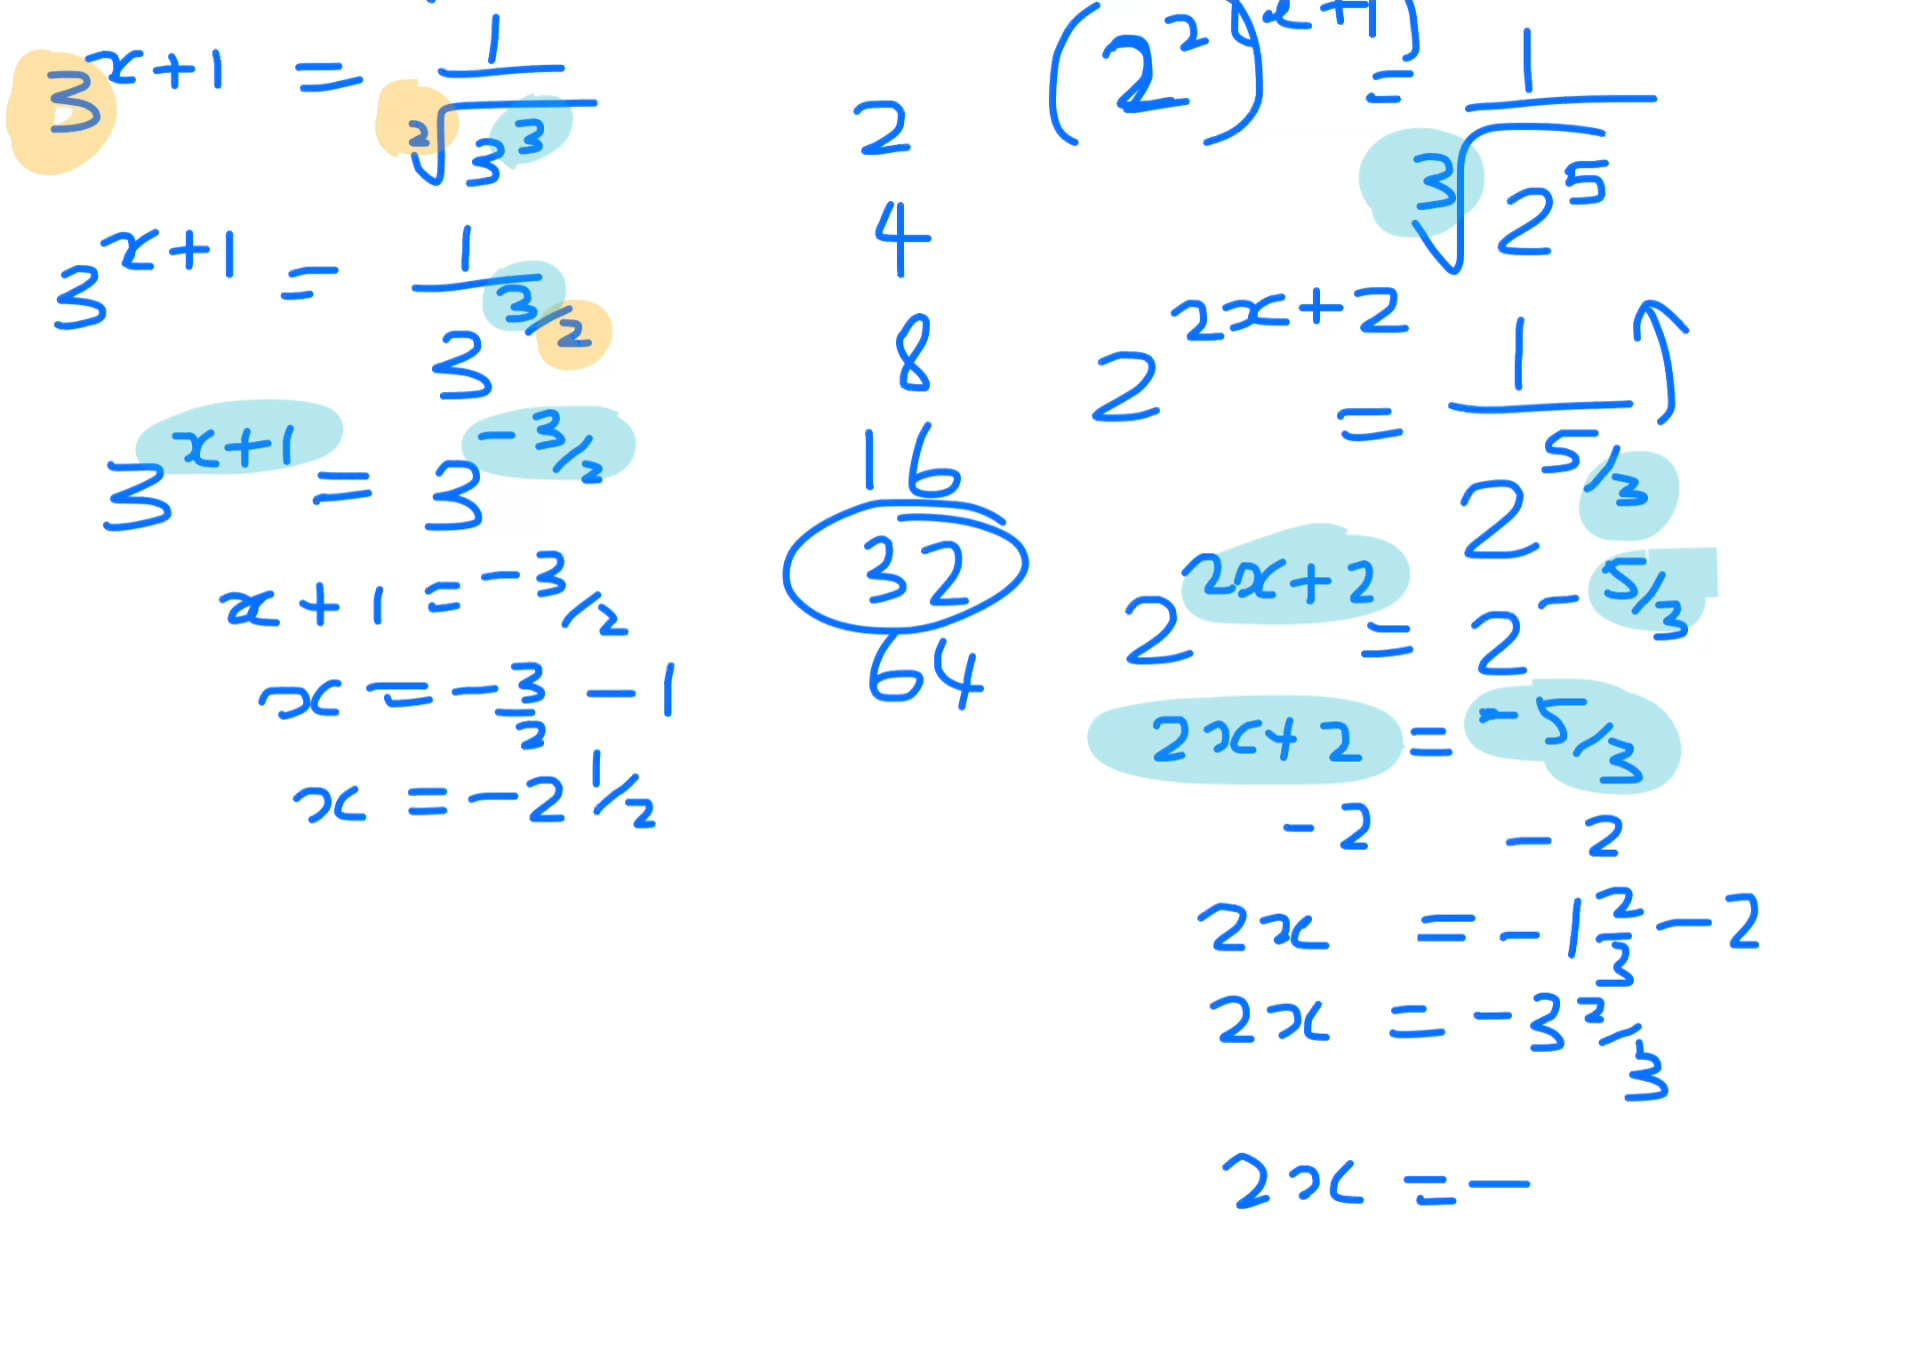 3^(x+1) = 1/²√3³
3^(x+1) = 1/3^(3/2)
3^(x+1) = 3^(-3/2)
x+1 = -3/2
x = -3/2 - 1
x = -2 1/2
2
4
8
16
32
64
(2²)^(x+1) = 1/³√2⁵
2^(2x+2) = 1/2^(5/3)
2^(2x+2) = 2^(-5/3)
2x+2 = -5/3
-2 -2
2x = -1 2/3 - 2
2x = -3 2/3
2x = -